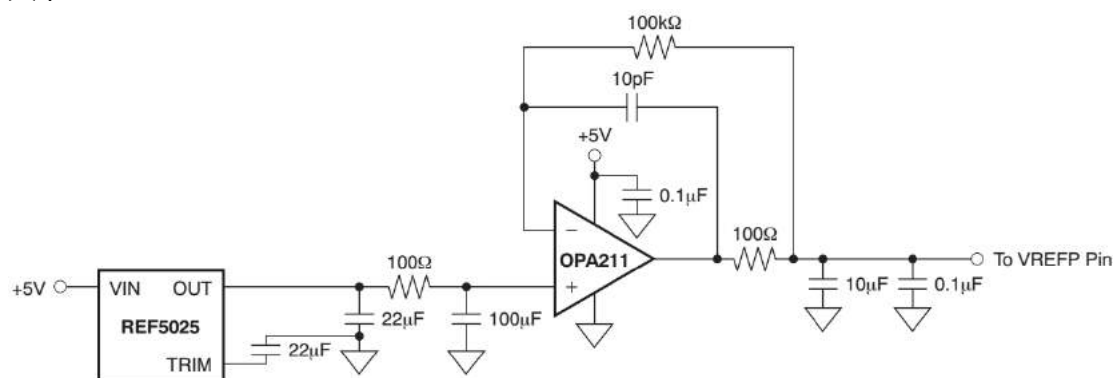 100kΩ
10pF
+5V
0.1µF
100Ω
OPA211
−
+
To VREFP Pin
10µF
0.1µF
+5V
VIN
OUT
REF5025
TRIM
22µF
22µF
100Ω
100µF